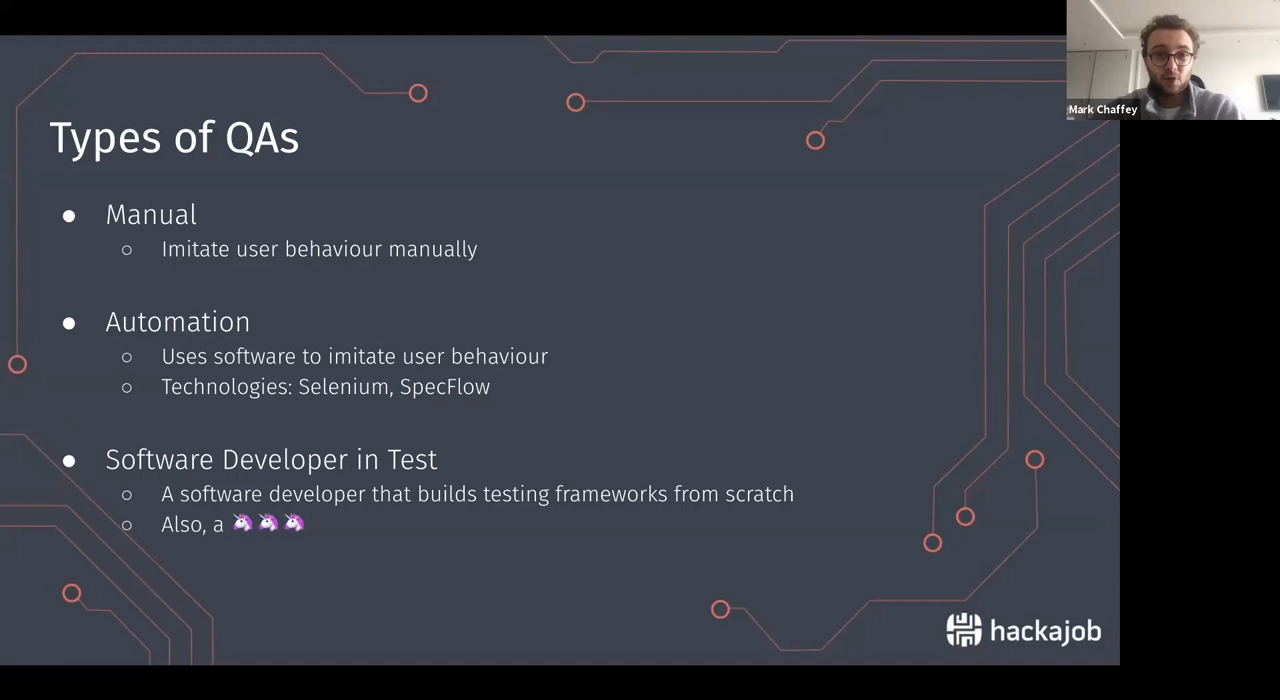 Mark Chaffey
Types of QAs
● Manual
○ Imitate user behaviour manually
● Automation
○ Uses software to imitate user behaviour
○ Technologies: Selenium, SpecFlow
● Software Developer in Test
○ A software developer that builds testing frameworks from scratch
○ Also, a 🦄🦄🦄
hackajob